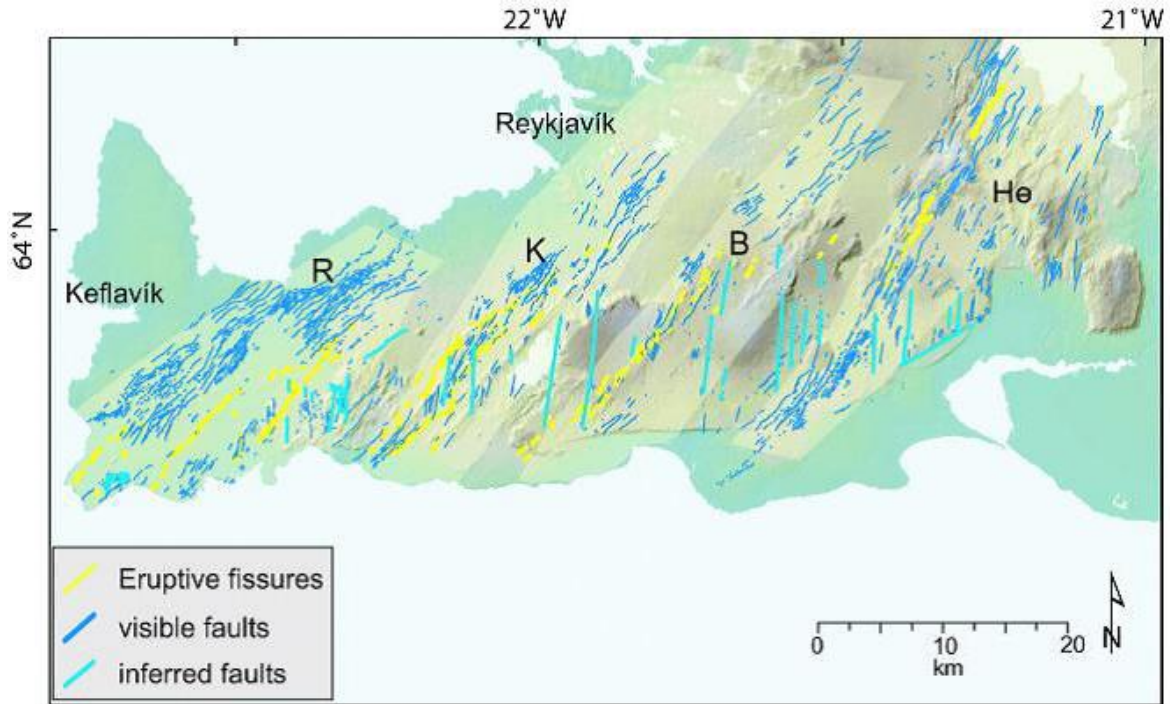 22°W
21°W
Reykjavík
64°N
He
K
B
R
Keflavík
Eruptive fissures
visible faults
inferred faults
0
10
20
km
N